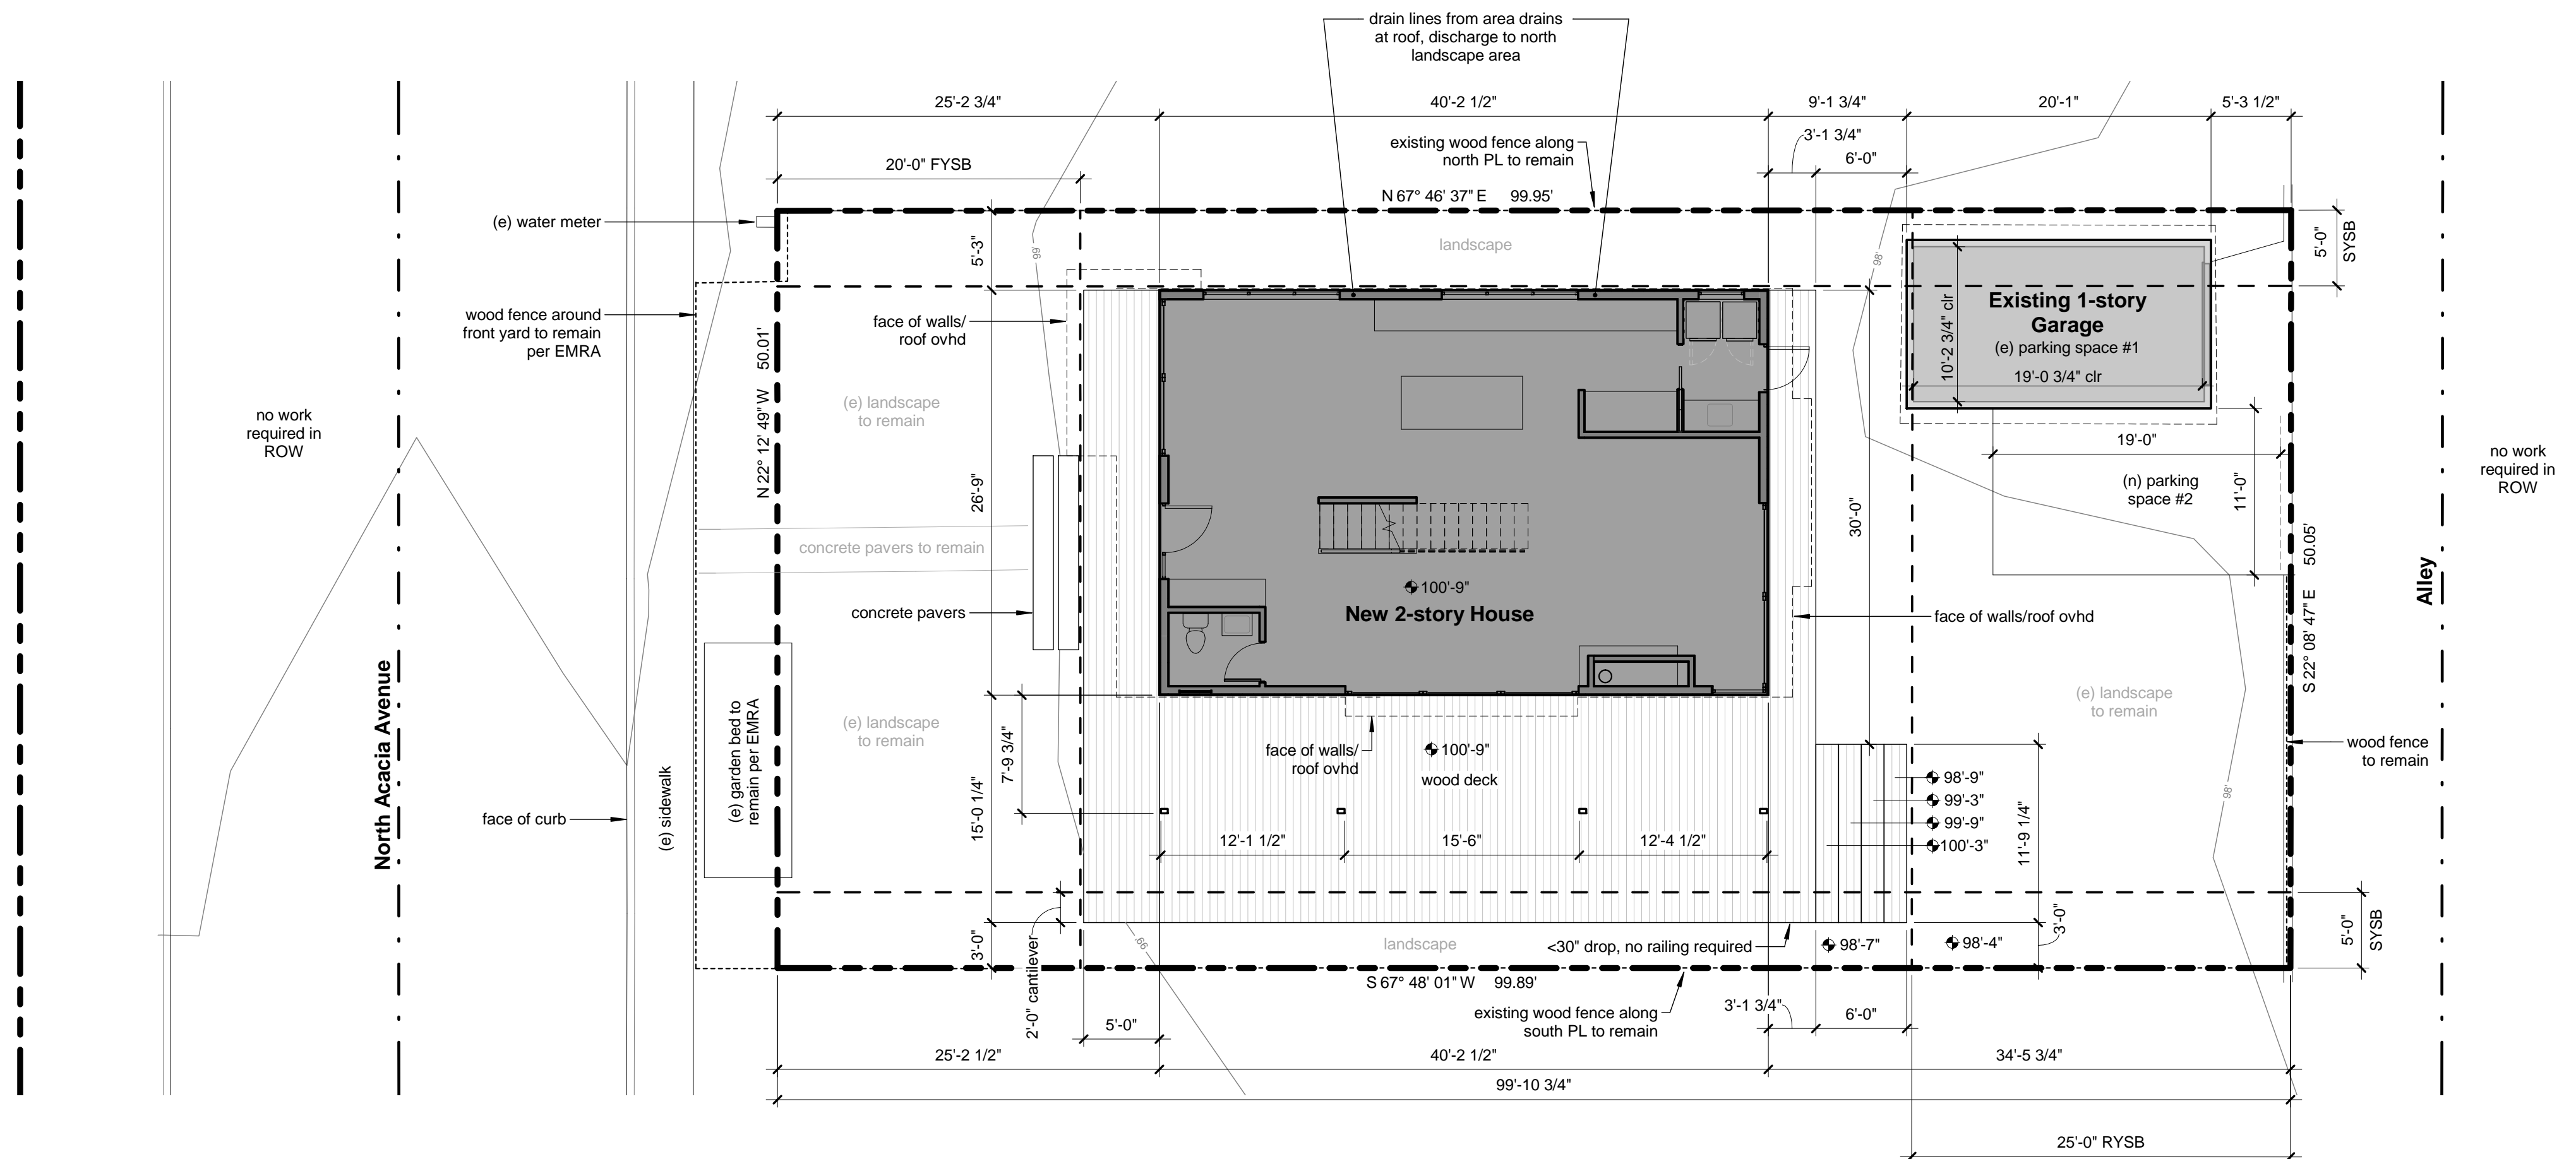 drain lines from area drains
at roof, discharge to north
landscape area
25'-2 3/4"
40'-2 1/2"
9'-1 3/4"
20'-1"
5'-3 1/2"
3'-1 3/4"
6'-0"
existing wood fence along
north PL to remain
20'-0" FYSB
N 67° 46' 37" E 99.95'
(e) water meter
5'-3"
99'
landscape
98'
5'-0"
SYSB
wood fence around
front yard to remain
per EMRA
face of walls/
roof ovhd
N 22° 12' 49" W 50.01'
Existing 1-story
Garage
(e) parking space #1
10'-2 3/4" clr
19'-0 3/4" clr
no work
required in
ROW
(e) landscape
to remain
26'-9"
30'-0"
19'-0"
(n) parking
space #2
11'-0"
no work
required in
ROW
concrete pavers to remain
concrete pavers
100'-9"
New 2-story House
face of walls/roof ovhd
S 22° 08' 47" E 50.05'
Alley
North Acacia Avenue
(e) garden bed to
remain per EMRA
(e) landscape
to remain
7'-9 3/4"
face of walls/
roof ovhd
100'-9"
wood deck
(e) landscape
to remain
wood fence
to remain
98'-9"
99'-3"
99'-9"
100'-3"
98'
face of curb
(e) sidewalk
15'-0 1/4"
12'-1 1/2"
15'-6"
12'-4 1/2"
11'-9 1/4"
3'-0"
2'-0" cantilever
99'
landscape
<30" drop, no railing required
98'-7"
98'-4"
3'-0"
5'-0"
SYSB
S 67° 48' 01" W 99.89'
existing wood fence along
south PL to remain
3'-1 3/4"
6'-0"
5'-0"
25'-2 1/2"
40'-2 1/2"
34'-5 3/4"
99'-10 3/4"
25'-0" RYSB